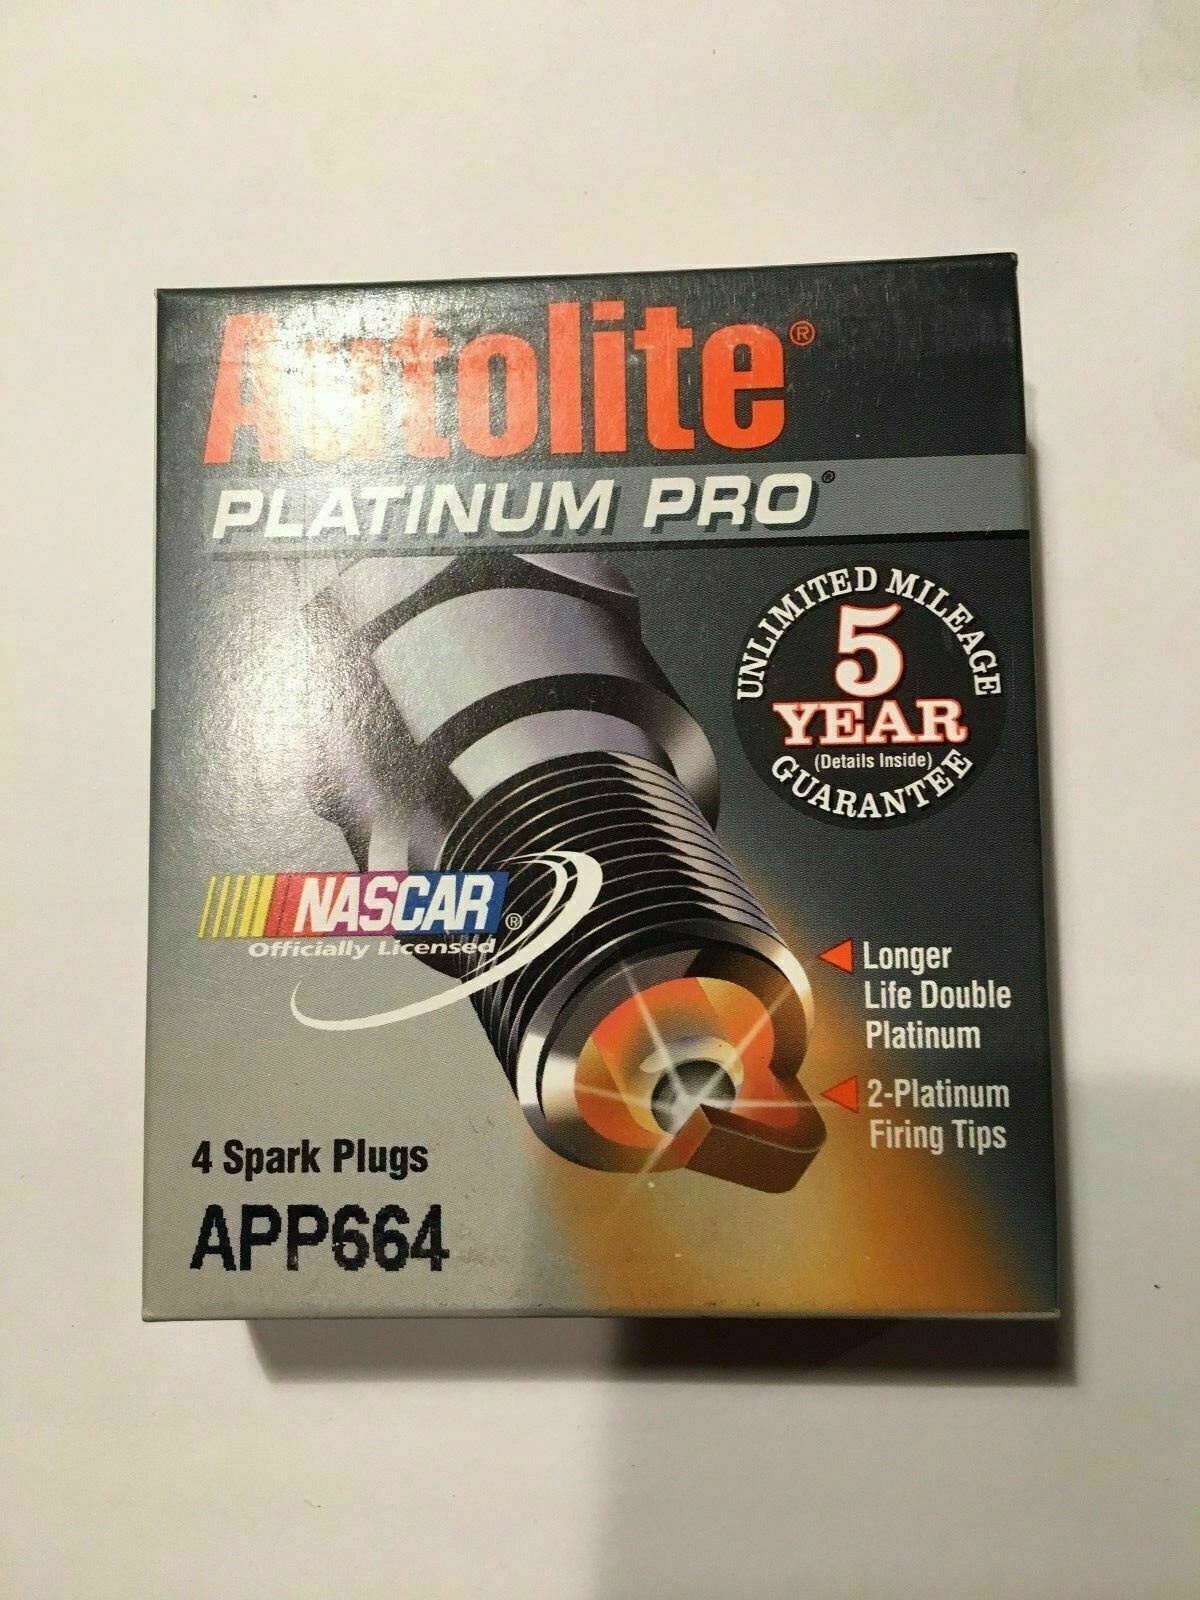 Autolite®
PLATINUM PRO®
UNLIMITED MILEAGE
5
YEAR
(Details Inside)
GUARANTEE
NASCAR®
Officially Licensed
Longer
Life Double
Platinum
2-Platinum
Firing Tips
4 Spark Plugs
APP664